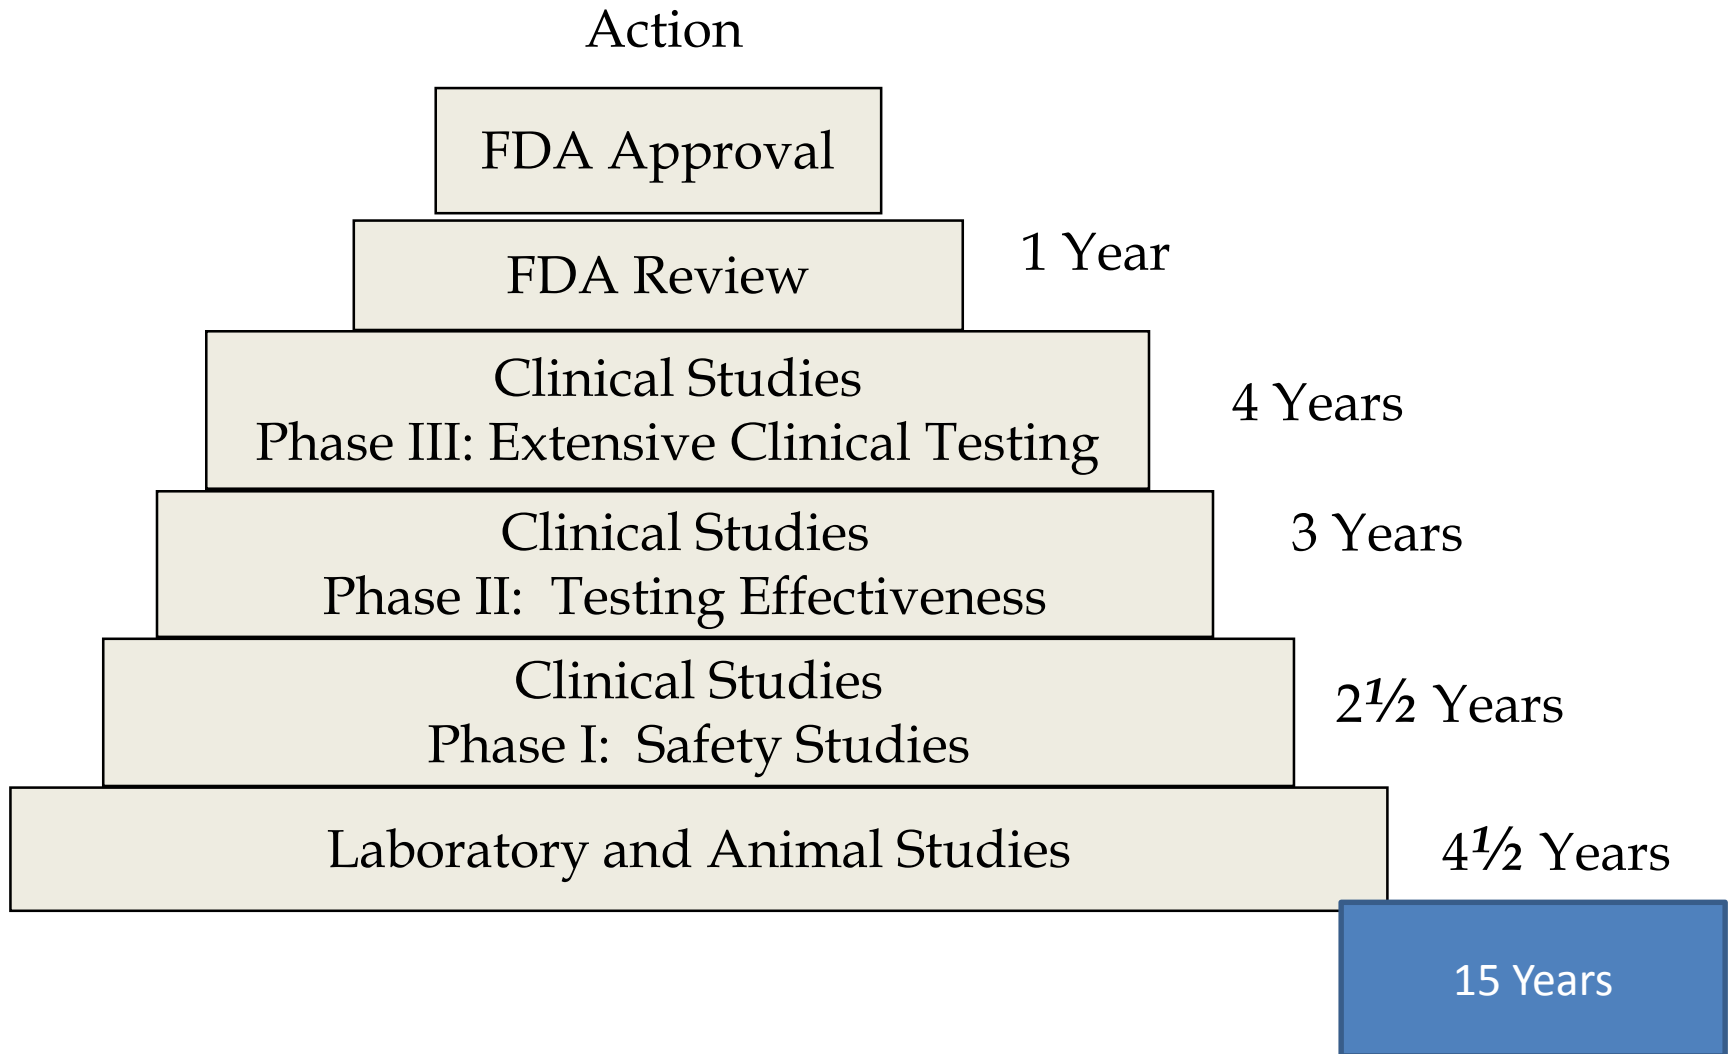 Action
FDA Approval
FDA Review
1 Year
Clinical Studies
Phase III: Extensive Clinical Testing
4 Years
Clinical Studies
Phase II:  Testing Effectiveness
3 Years
Clinical Studies
Phase I:  Safety Studies
2½ Years
Laboratory and Animal Studies
4½ Years
15 Years